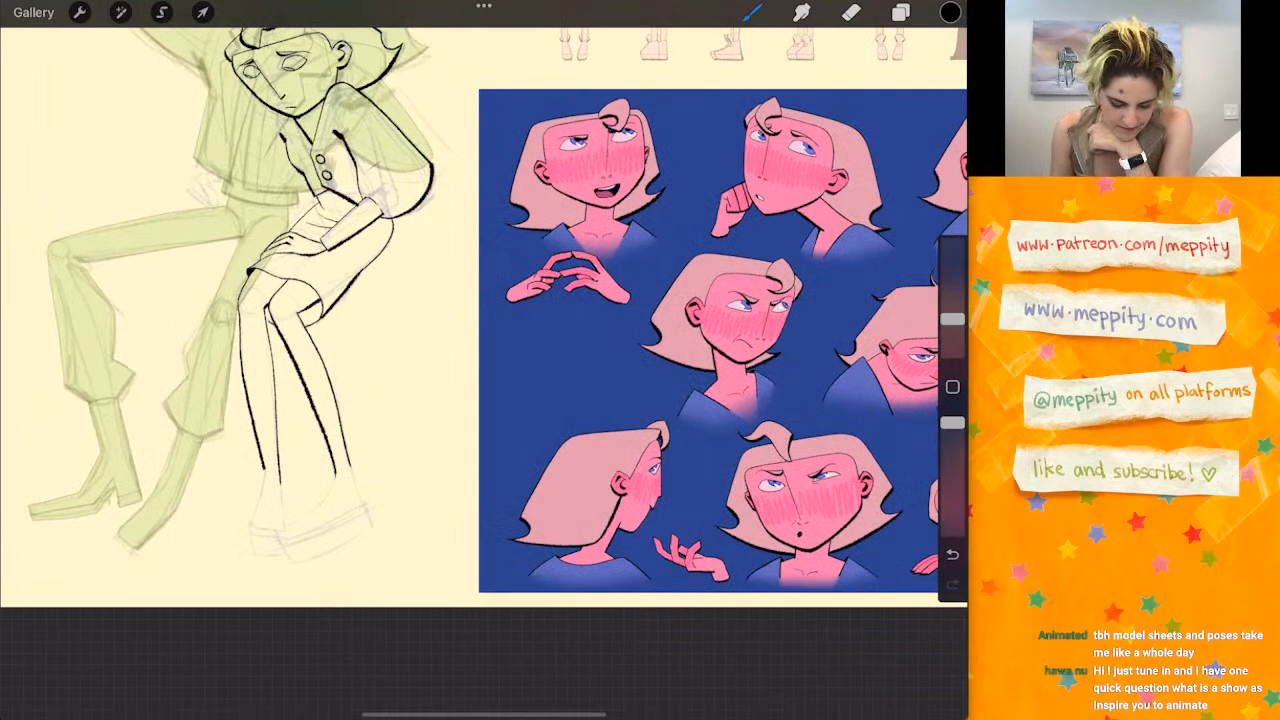 Gallery
www.patreon.com/meppity
www.meppity.com
@meppity on all platforms
like and subscribe! ♡
Animated tbh model sheets and poses take
me like a whole day
hawa nu Hi I just tune in and i have one
quick question what is a show as
inspire you to animate